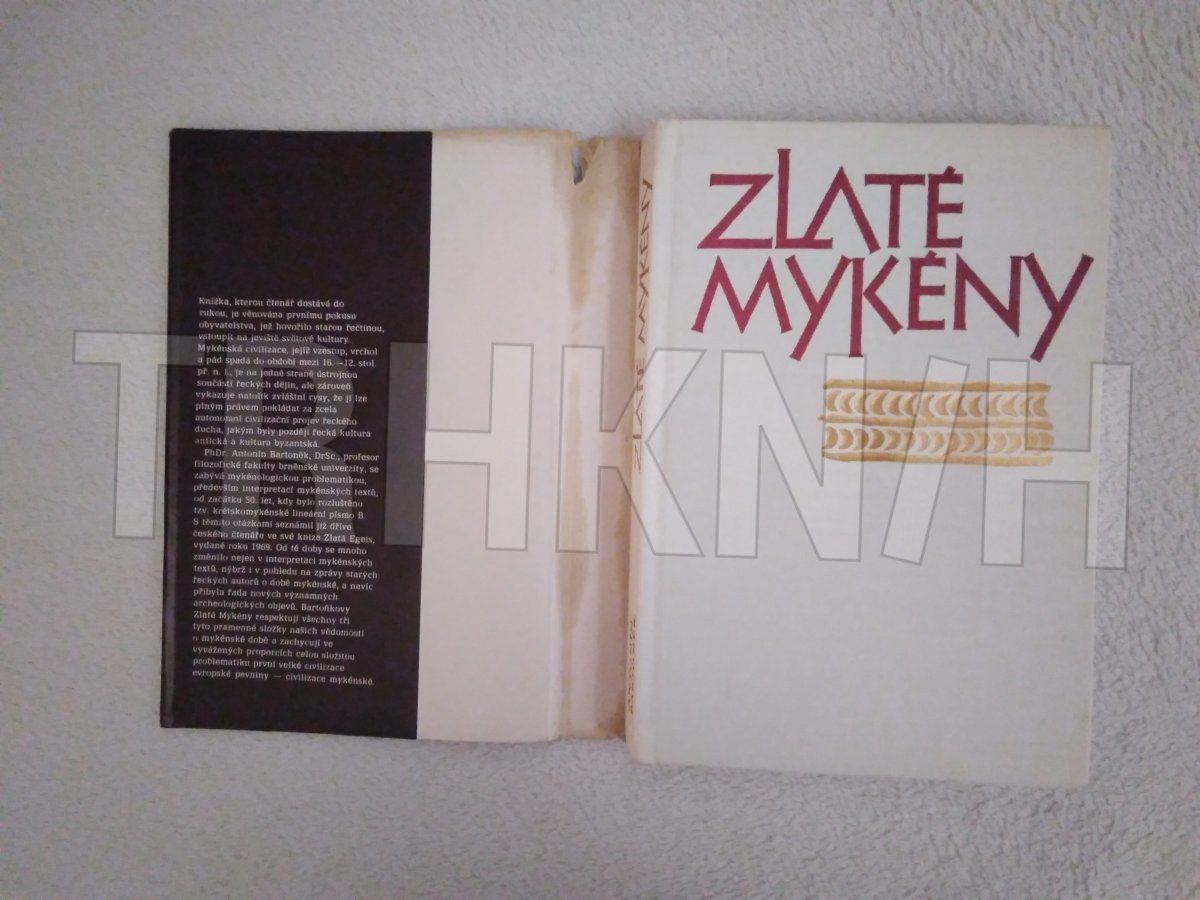 Knižka, kterou čtenář dostává do
rukou, je věnována prvnímu pokusu
obyvatelstva, jež hovořilo starou řečtinou,
vstoupit na jeviště světové kultury.
Mykénská civilizace, jejíž vzestup, vrchol
a pád spadá do období mezi 16.—12. stol.
př. n. l., je na jedné straně ústrojnou
součástí řeckých dějin, ale zároveň
vykazuje natolik zvláštní rysy, že ji lze
plným právem pokládat za zcela
autonomní civilizační projev řeckého
ducha, jakým byly později řecká kultura
antická a kultura byzantská.
PhDr. Antonín Bartoněk, DrSc., profesor
filozofické fakulty brněnské univerzity, se
zabývá mykénologickou problematikou,
především interpretací mykénských textů,
od začátku 50. let, kdy bylo rozluštěno
tzv. krétskomykénské lineární písmo B.
S těmito otázkami seznámil již dříve
českého čtenáře ve své knize Zlatá Egeis,
vydané roku 1969. Od té doby se mnoho
změnilo nejen v interpretaci mykénských
textů, nýbrž i v pohledu na zprávy starých
řeckých autorů o době mykénské, a navíc
přibyla řada nových významných
archeologických objevů. Bartoňkovy
Zlaté Mykény respektují všechny tři
tyto pramenné složky našich vědomostí
o mykénské době a zachycují ve
vyvážených proporcích celou složitou
problematiku první velké civilizace
evropské pevniny — civilizace mykénské.
ZLATÉ MYKÉNY
ZLATÉ
MYKÉNY
TRHKNIH